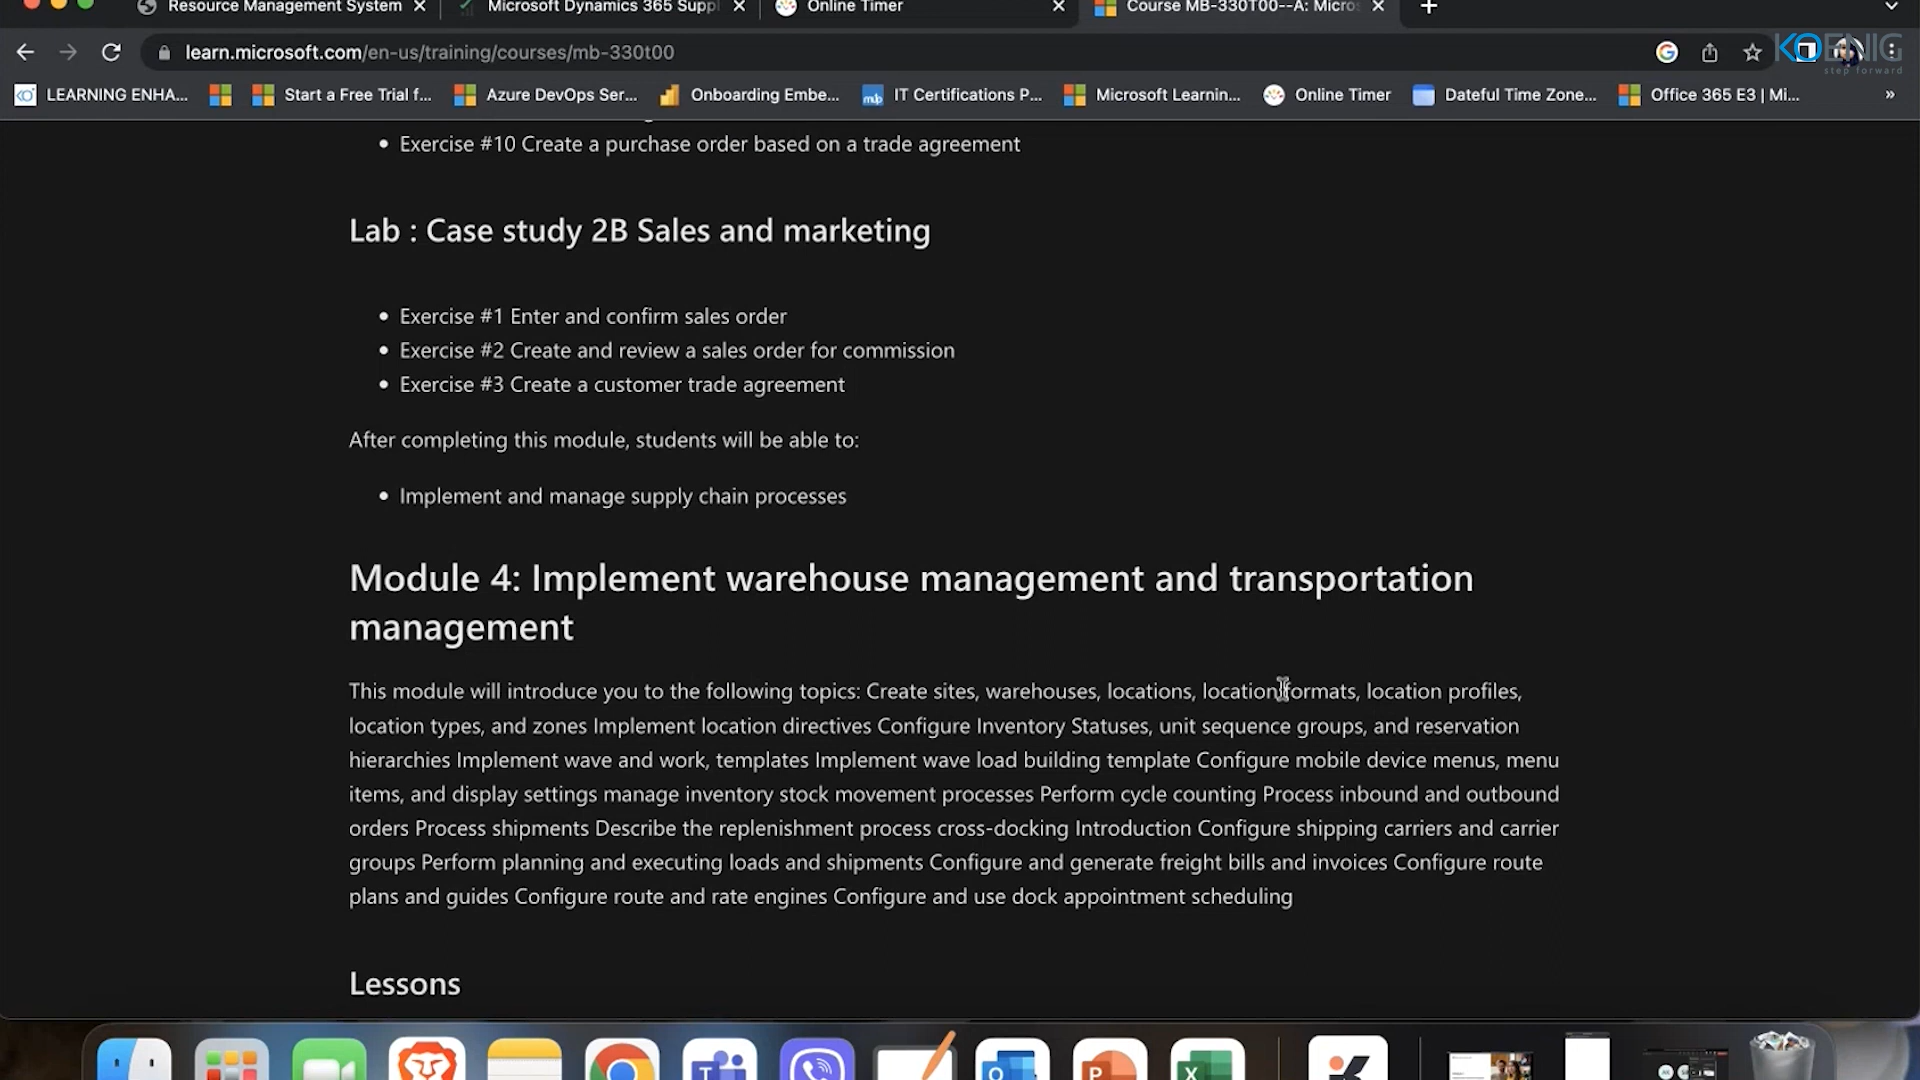 Resource Management System
Microsoft Dynamics 365 Suppl
Online Timer
Course MB-330T00--A: Micros
learn.microsoft.com/en-us/training/courses/mb-330t00
KOENIG
step forward
LEARNING ENHA...
Start a Free Trial f...
Azure DevOps Ser...
Onboarding Embe...
IT Certifications P...
Microsoft Learnin...
Online Timer
Dateful Time Zone...
Office 365 E3 | Mi...
»
• Exercise #10 Create a purchase order based on a trade agreement
Lab : Case study 2B Sales and marketing
• Exercise #1 Enter and confirm sales order
• Exercise #2 Create and review a sales order for commission
• Exercise #3 Create a customer trade agreement
After completing this module, students will be able to:
• Implement and manage supply chain processes
Module 4: Implement warehouse management and transportation
management
This module will introduce you to the following topics: Create sites, warehouses, locations, location formats, location profiles,
location types, and zones Implement location directives Configure Inventory Statuses, unit sequence groups, and reservation
hierarchies Implement wave and work, templates Implement wave load building template Configure mobile device menus, menu
items, and display settings manage inventory stock movement processes Perform cycle counting Process inbound and outbound
orders Process shipments Describe the replenishment process cross-docking Introduction Configure shipping carriers and carrier
groups Perform planning and executing loads and shipments Configure and generate freight bills and invoices Configure route
plans and guides Configure route and rate engines Configure and use dock appointment scheduling
Lessons